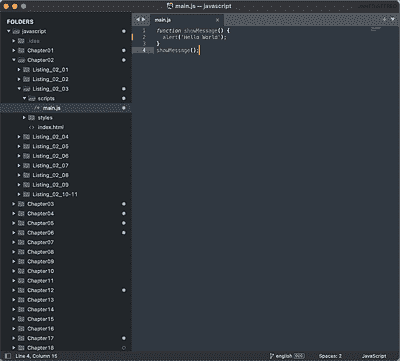 main.js — javascript
FOLDERS
javascript
.idea
Chapter01
Chapter02
Listing_02_01
Listing_02_02
Listing_02_03
scripts
main.js
styles
index.html
Listing_02_04
Listing_02_05
Listing_02_06
Listing_02_07
Listing_02_08
Listing_02_09
Listing_02_10-11
Chapter03
Chapter04
Chapter05
Chapter06
Chapter07
Chapter08
Chapter09
Chapter10
Chapter11
Chapter12
Chapter13
Chapter14
Chapter15
Chapter16
Chapter17
Chapter18
main.js
1 function showMessage() {
2 alert('Hello World');
3 }
4 showMessage();
Line 4, Column 15
english
Spaces: 2
JavaScript